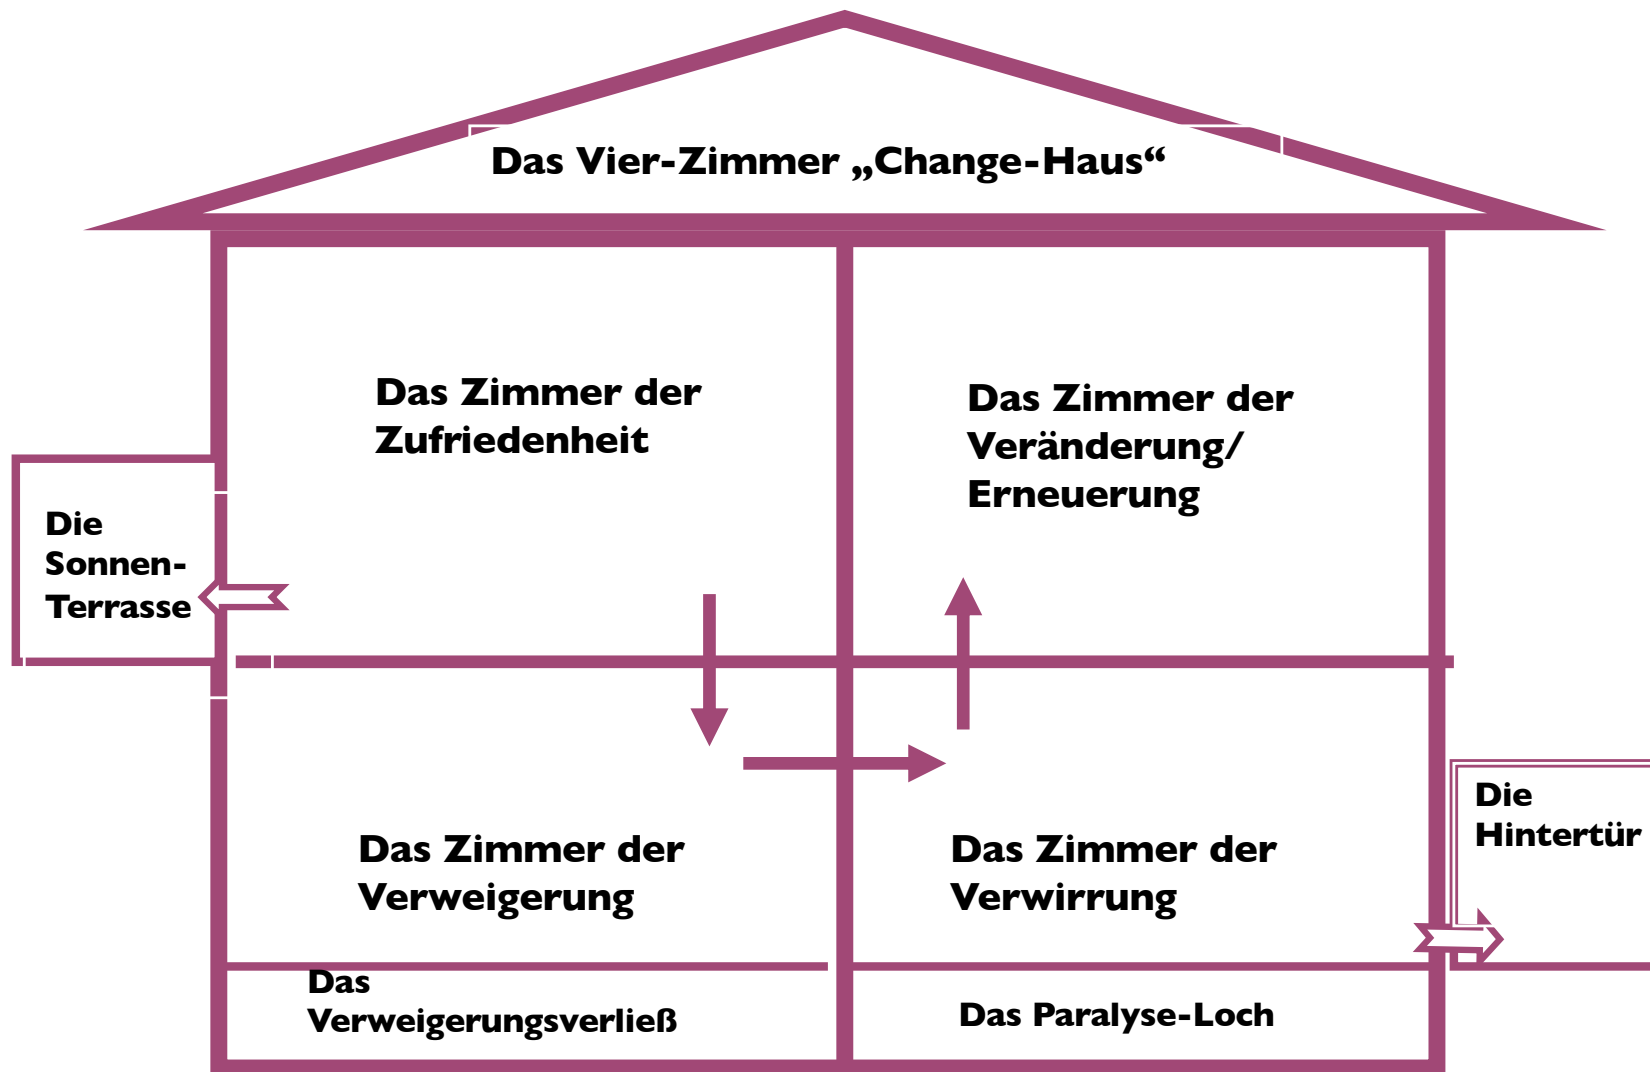 Das Vier-Zimmer „Change-Haus“
Das Zimmer der
Zufriedenheit
Das Zimmer der
Veränderung/
Erneuerung
Die
Sonnen-
Terrasse
Das Zimmer der
Verweigerung
Das Zimmer der
Verwirrung
Die
Hintertür
Das
Verweigerungsverließ
Das Paralyse-Loch